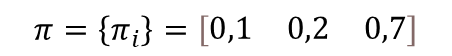 π = {πᵢ} = [0,1 0,2 0,7]